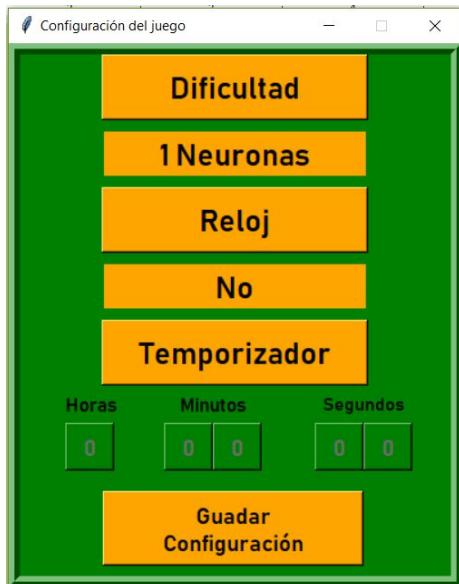 Configuración del juego
Dificultad
1 Neuronas
Reloj
No
Temporizador
Horas Minutos Segundos
0 0 0 0 0
Guadar
Configuración